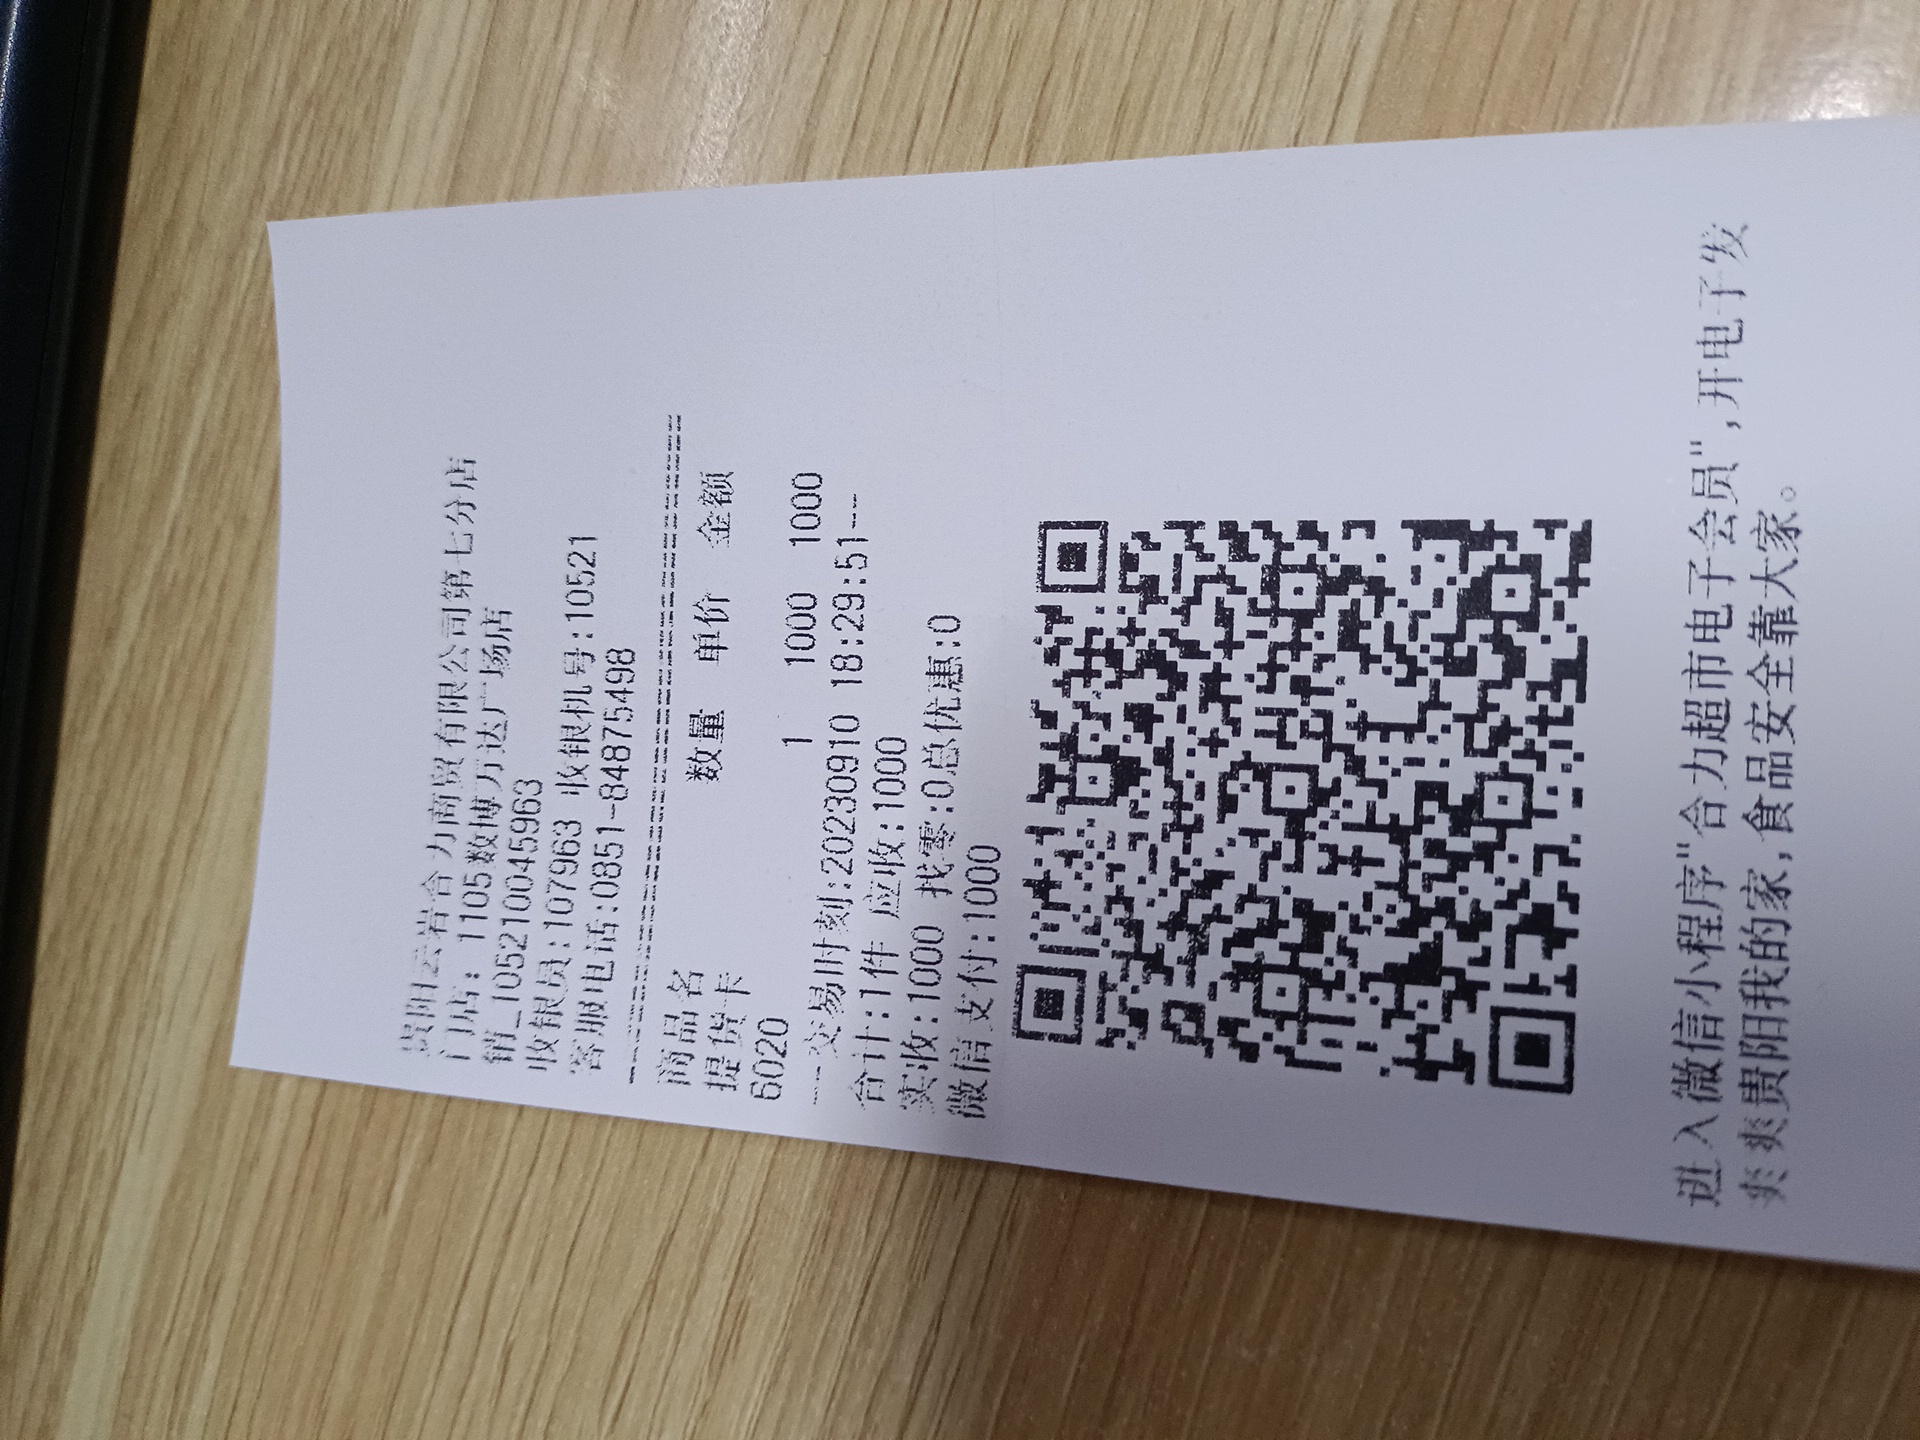 贵阳云岩合力商贸有限公司第七分店
门店: 1105数博万达广场店
销_105210045963
收银员:107963 收银机号:10521
客服电话:0851-84875498
商品名 数量 单价 金额
提货卡
6020 1 1000 1000
--交易时刻:20230910 18:29:51--
合计:1件 应收:1000
实收:1000 找零:0总优惠:0
微信支付:1000
进入微信小程序"合力超市电子会员",开电子发
爽爽贵阳我的家,食品安全靠大家。